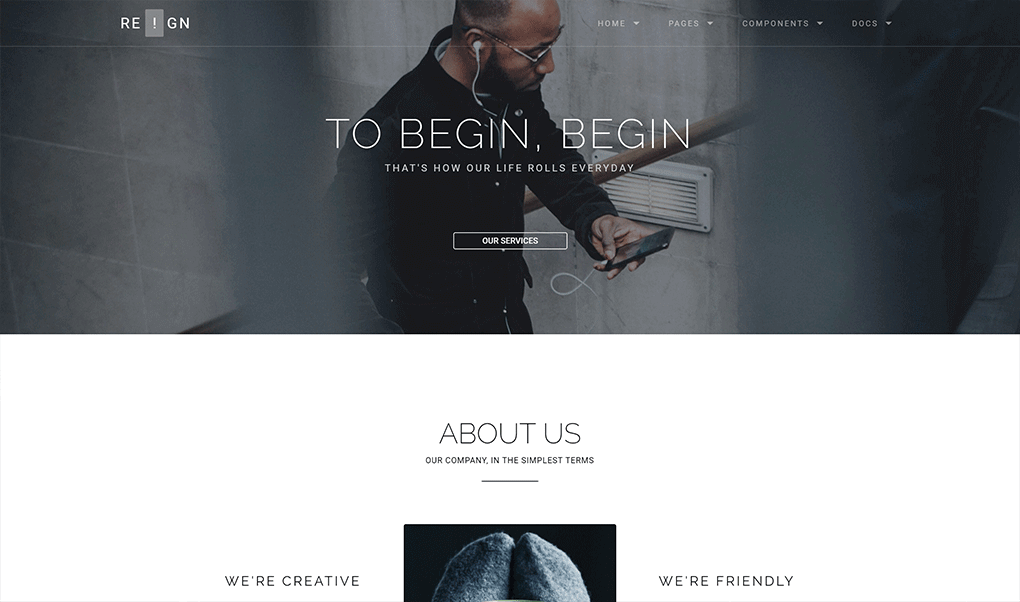 RE!GN
HOME
PAGES
COMPONENTS
DOCS
TO BEGIN, BEGIN
THAT'S HOW OUR LIFE ROLLS EVERYDAY
OUR SERVICES
ABOUT US
OUR COMPANY, IN THE SIMPLEST TERMS
WE'RE CREATIVE
WE'RE FRIENDLY